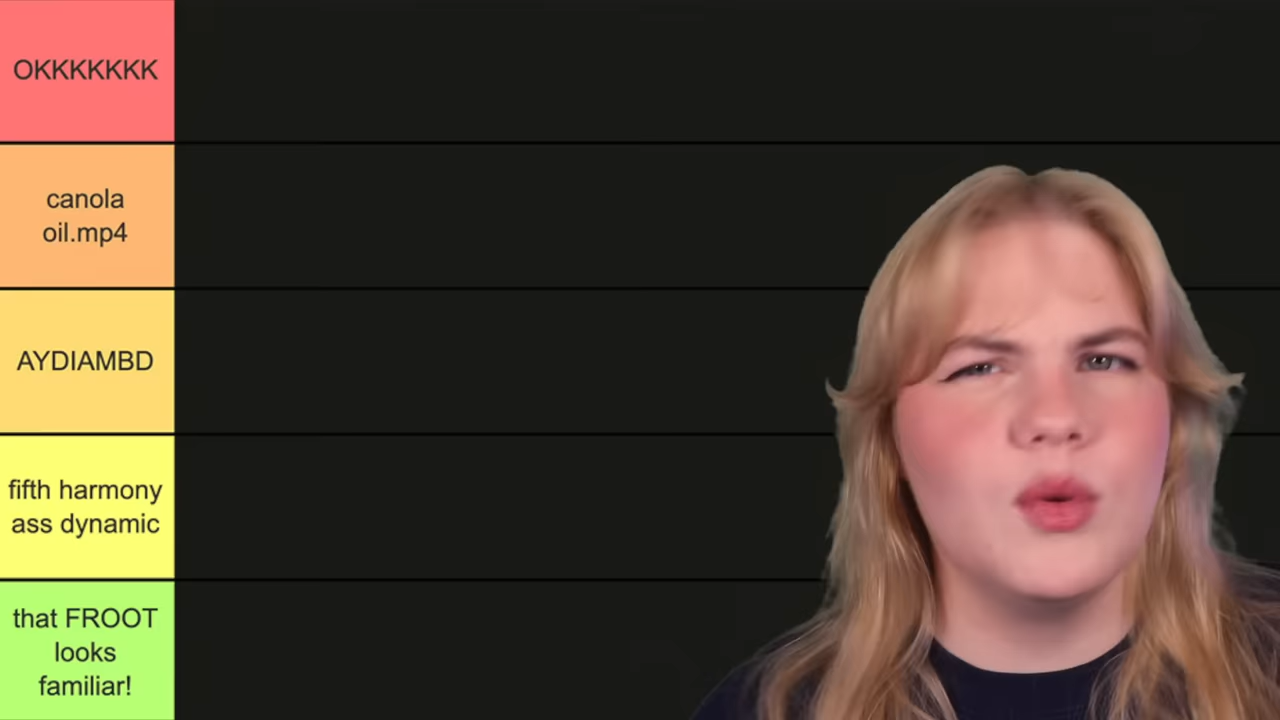 OKKKKKKK
canola
oil.mp4
AYDIAMBD
fifth harmony
ass dynamic
that FROOT
looks
familiar!